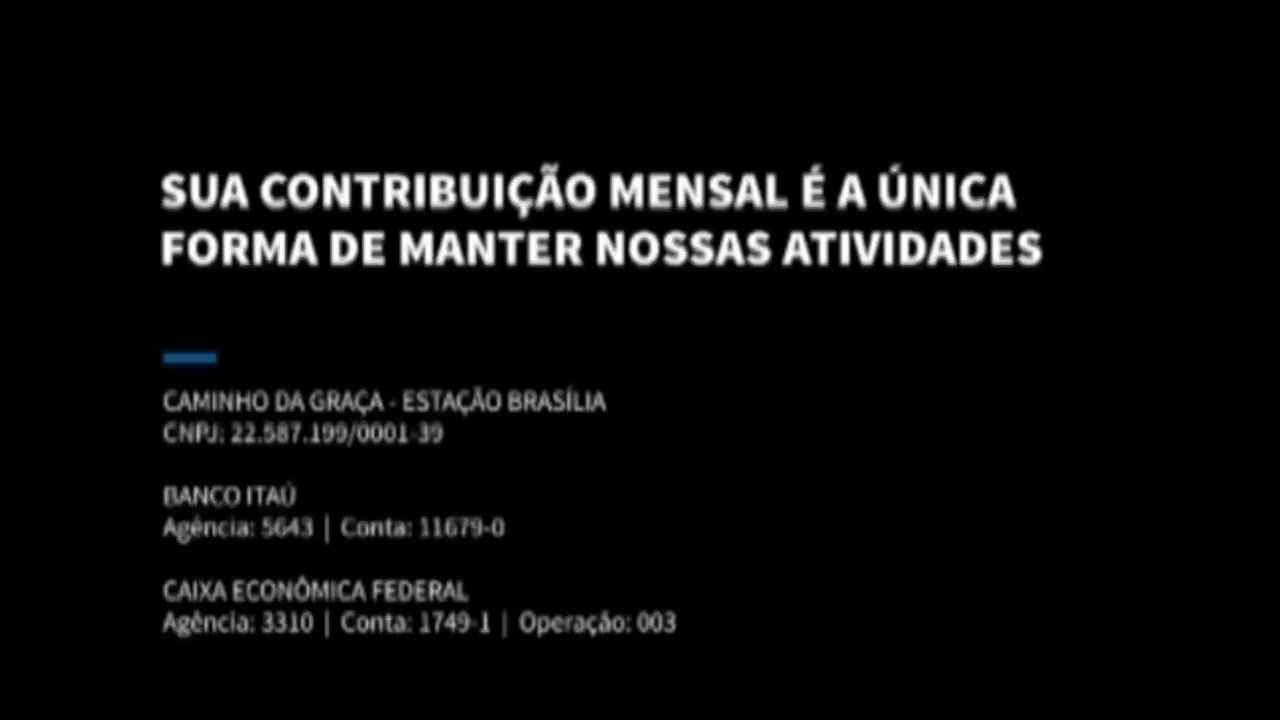 SUA CONTRIBUIÇÃO MENSAL É A ÚNICA
FORMA DE MANTER NOSSAS ATIVIDADES
CAMINHO DA GRAÇA - ESTAÇÃO BRASÍLIA
CNPJ: 22.587.199/0001-39
BANCO ITAÚ
Agência: 5643 | Conta: 11679-0
CAIXA ECONÔMICA FEDERAL
Agência: 3310 | Conta: 1749-1 | Operação: 003